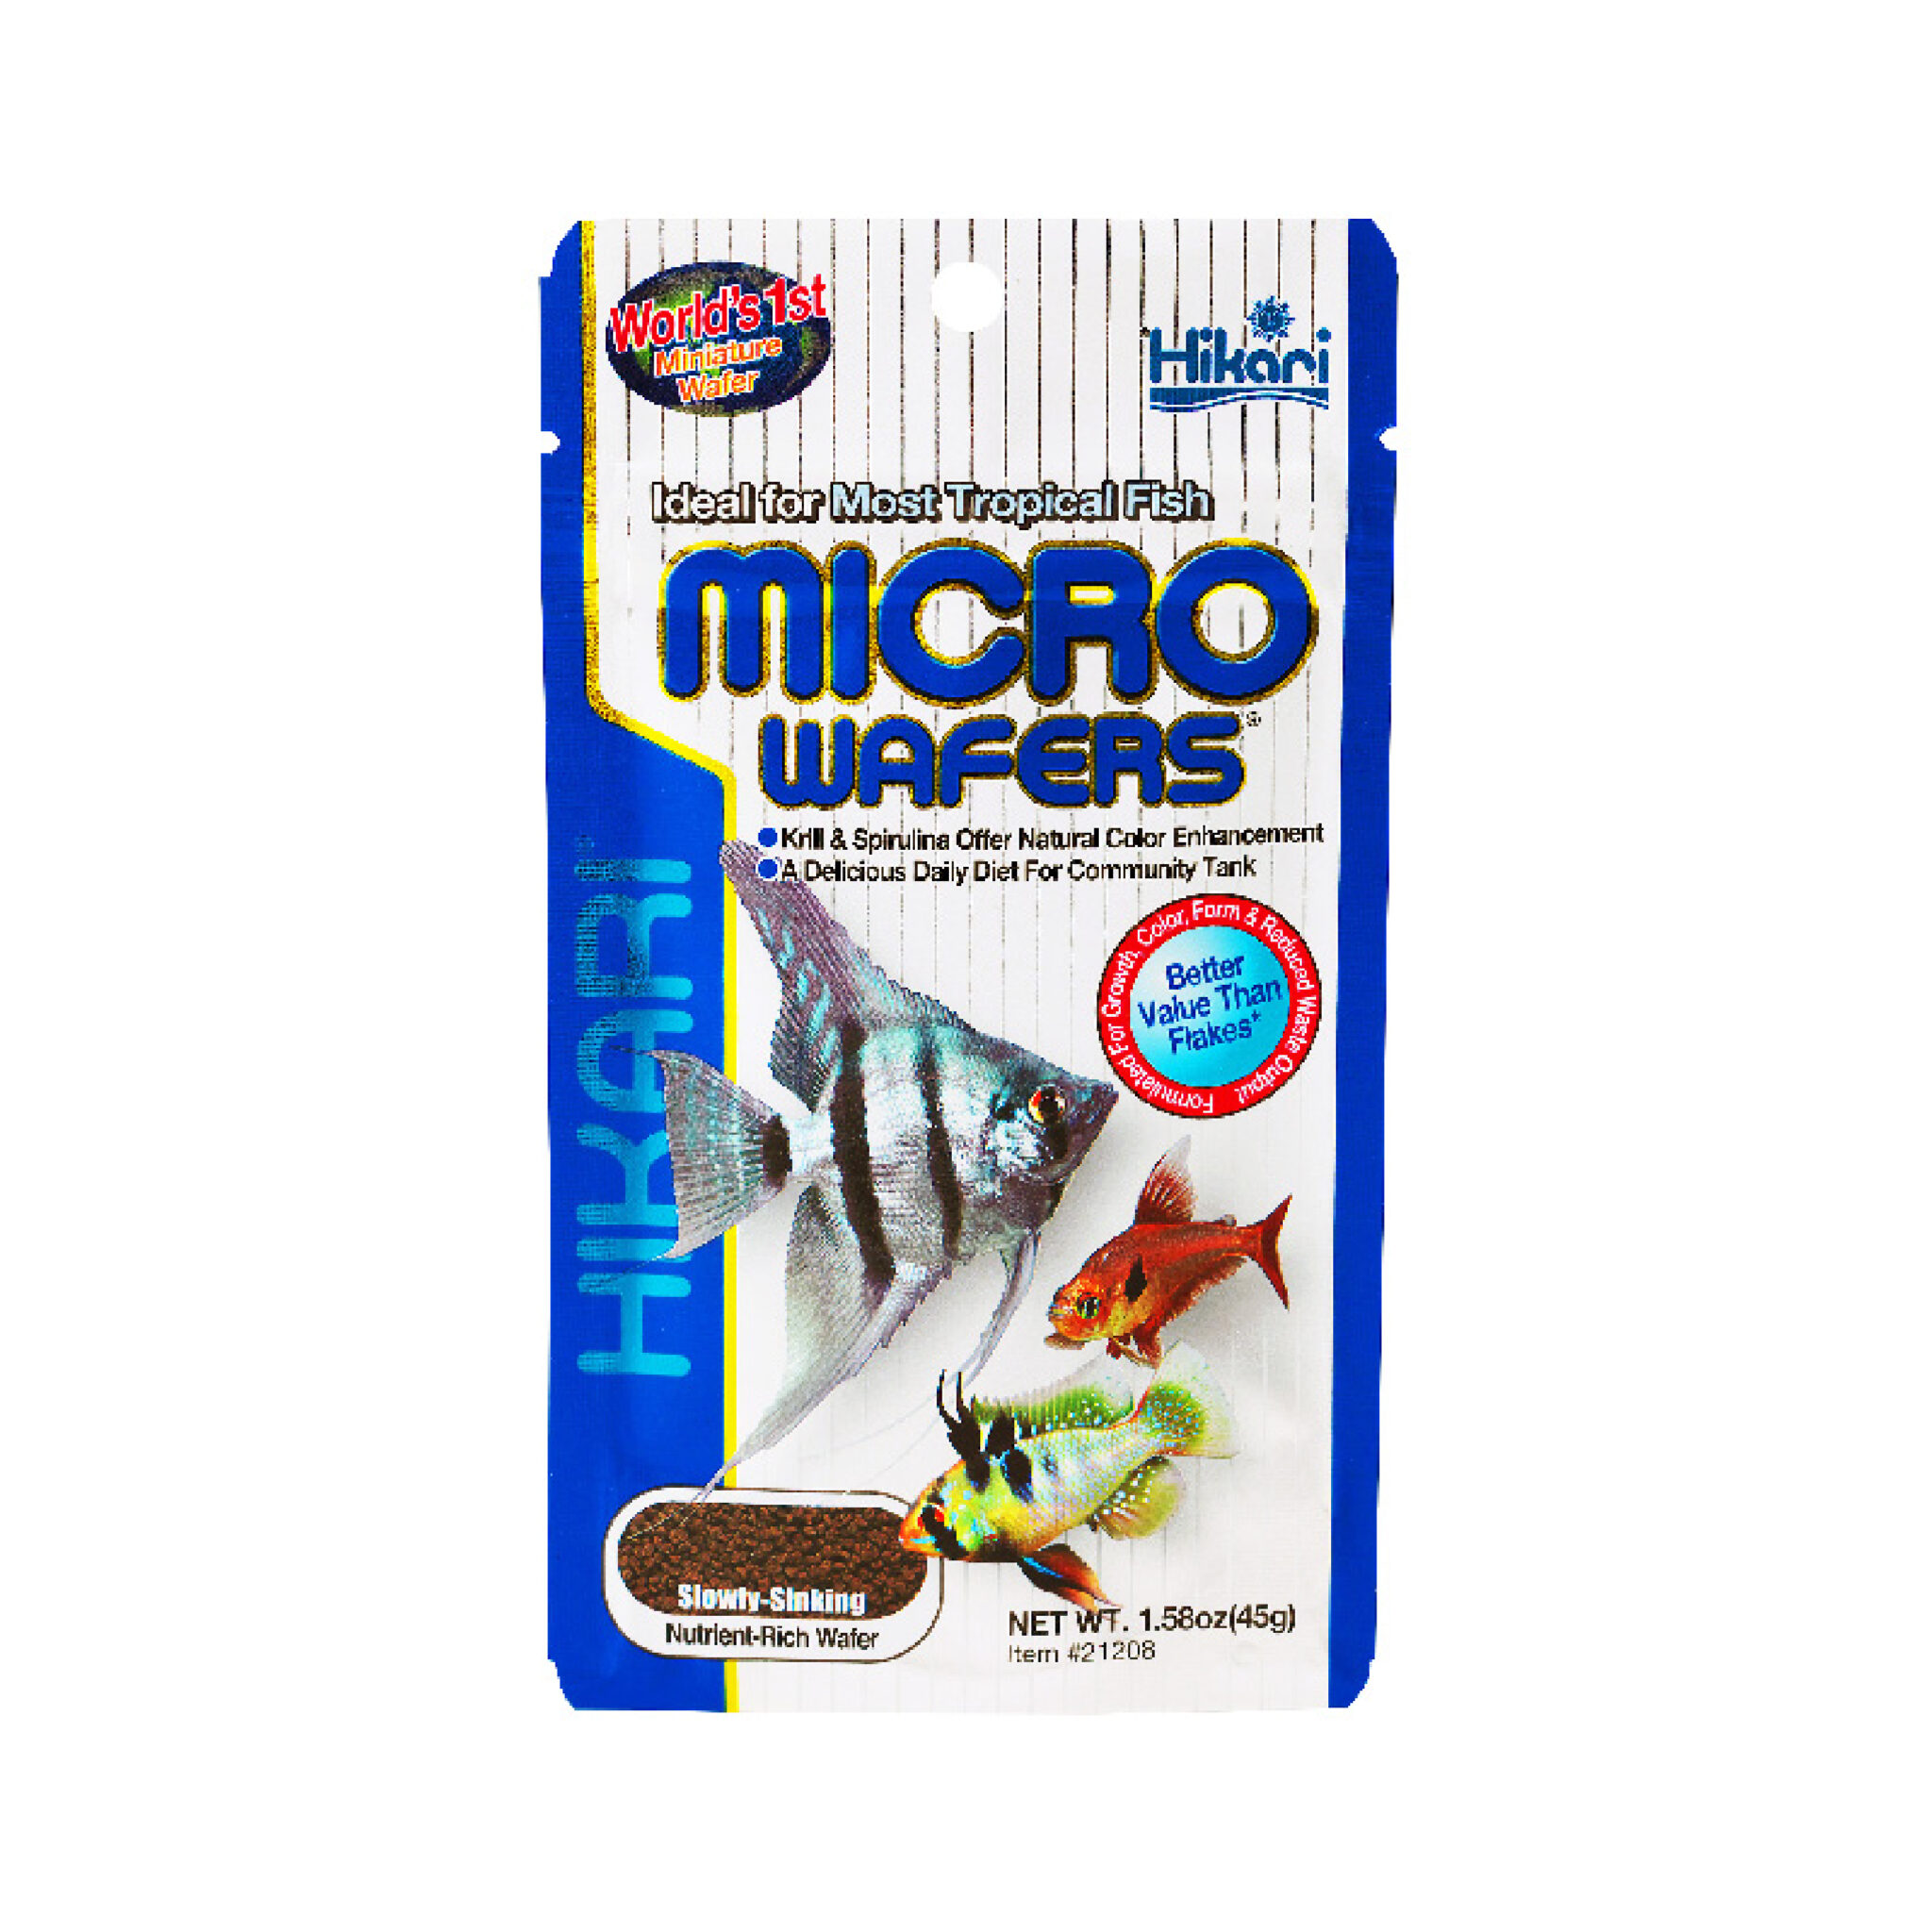 World's 1st
Miniature
Wafer
Hikari
Ideal for Most Tropical Fish
MICRO
WAFERS®
Krill & Spirulina Offer Natural Color Enhancement
A Delicious Daily Diet For Community Tank
Formulated For Growth, Color, Form & Reduced Waste Output!
Better
Value Than
Flakes*
HIKARI®
Slowly-Sinking
Nutrient-Rich Wafer
NET WT. 1.58oz(45g)
Item #21208